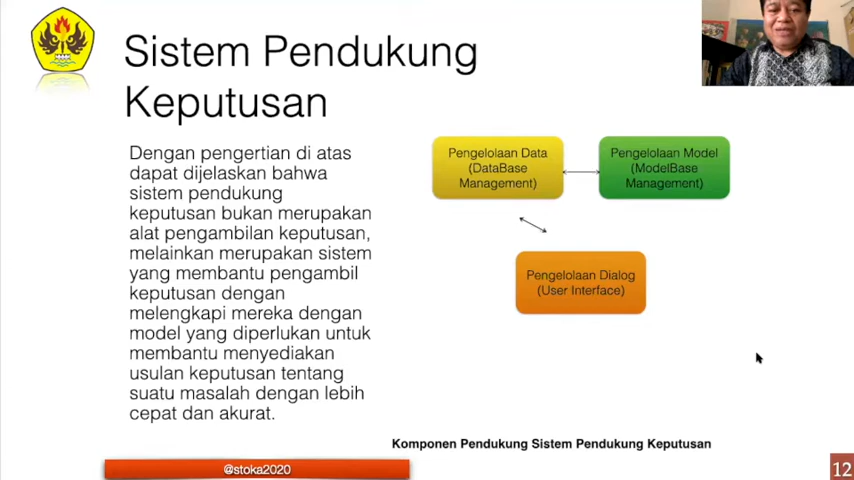 Sistem Pendukung
Keputusan
Dengan pengertian di atas
dapat dijelaskan bahwa
sistem pendukung
keputusan bukan merupakan
alat pengambilan keputusan,
melainkan merupakan sistem
yang membantu pengambil
keputusan dengan
melengkapi mereka dengan
model yang diperlukan untuk
membantu menyediakan
usulan keputusan tentang
suatu masalah dengan lebih
cepat dan akurat.
Pengelolaan Data
(DataBase
Management)
Pengelolaan Model
(ModelBase
Management)
Pengelolaan Dialog
(User Interface)
Komponen Pendukung Sistem Pendukung Keputusan
@stoka2020
12